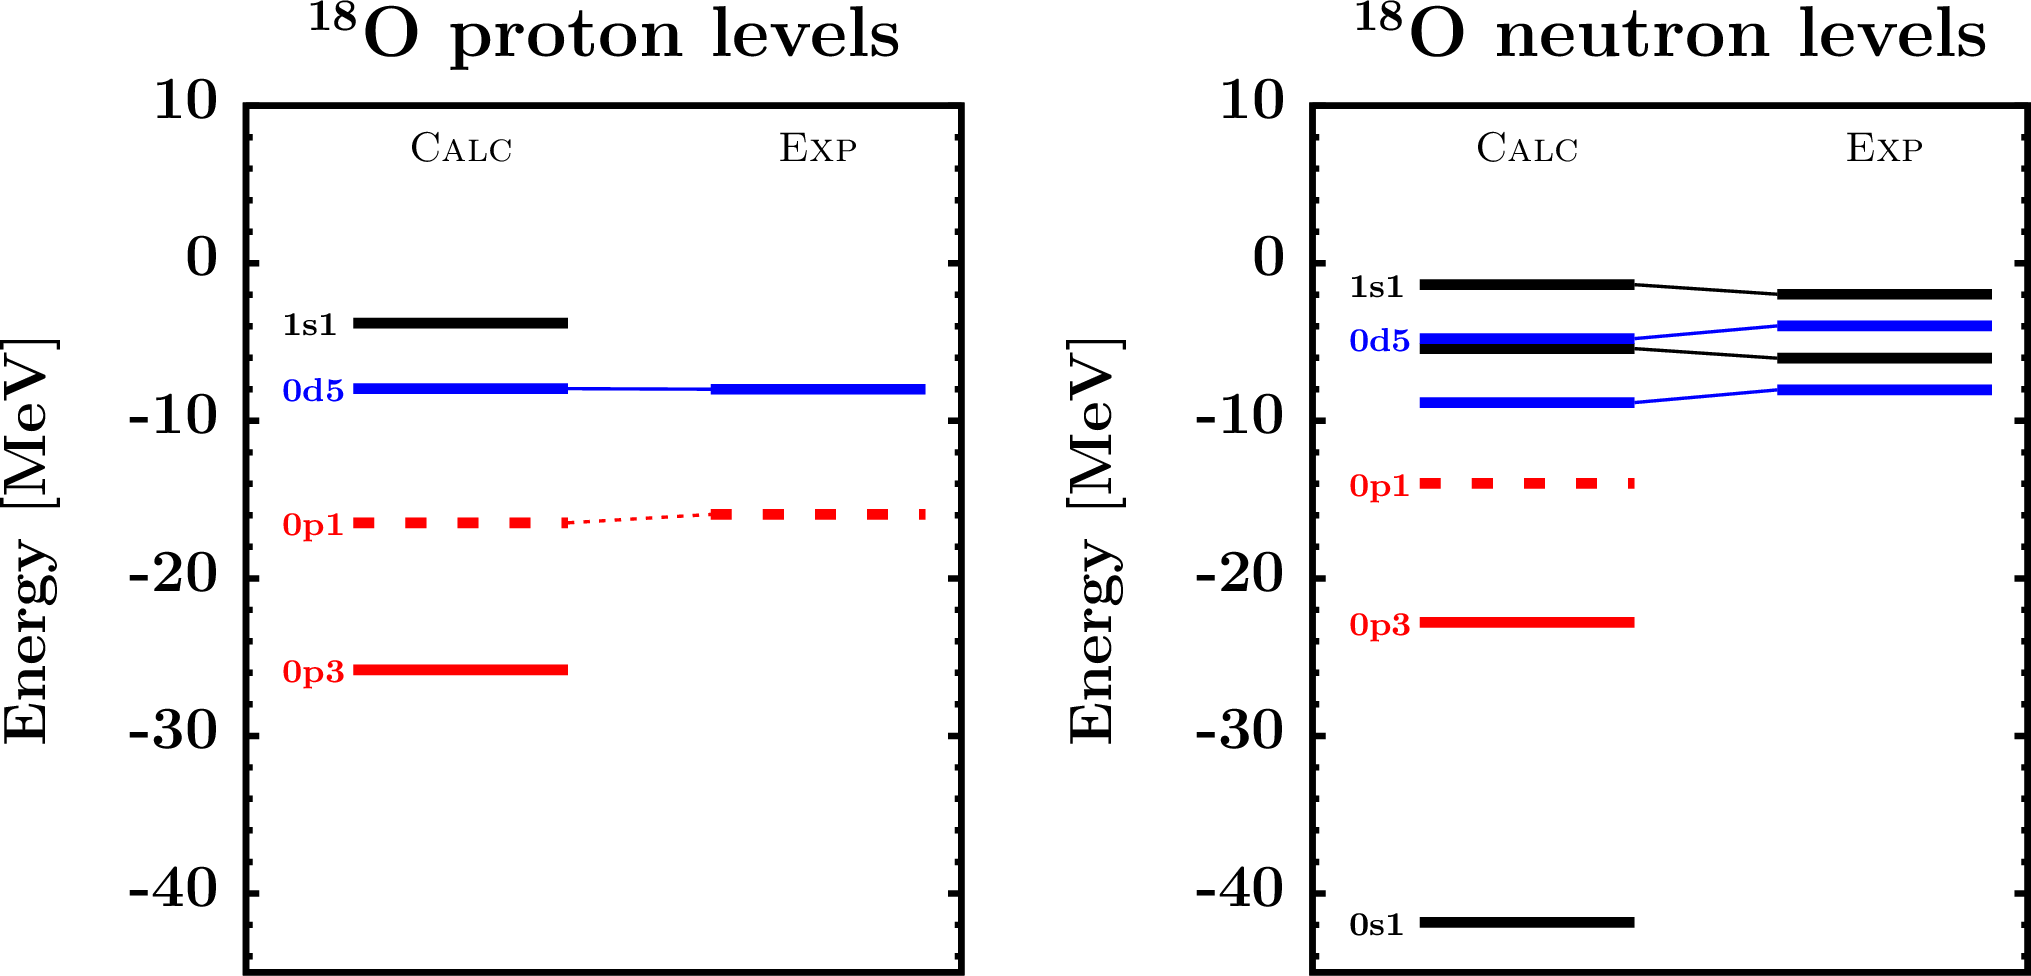 ¹⁸O proton levels
10
0
-10
-20
-30
-40
Energy [MeV]
CALC
EXP
1s1
0d5
0p1
0p3
¹⁸O neutron levels
10
0
-10
-20
-30
-40
Energy [MeV]
CALC
EXP
1s1
0d5
0p1
0p3
0s1